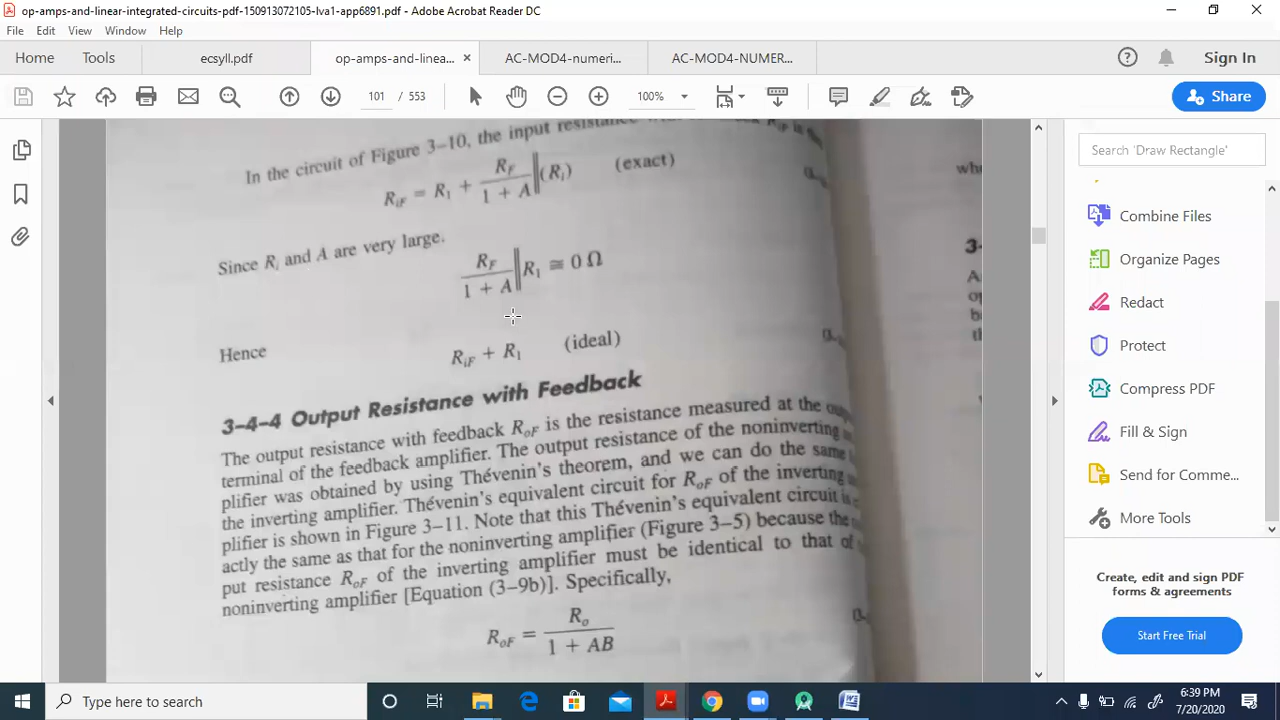 op-amps-and-linear-integrated-circuits-pdf-150913072105-lva1-app6891.pdf - Adobe Acrobat Reader DC
File Edit View Window Help
Home Tools ecsyll.pdf op-amps-and-linea... × AC-MOD4-numeri... AC-MOD4-NUMER... Sign In
101 / 553 100% Share
In the circuit of Figure 3–10, the input resistance
R_iF = R_1 + R_F / (1 + A) ‖ (R_i) (exact)
Since R_i and A are very large.
R_F / (1 + A) ‖ R_1 ≅ 0 Ω
Hence R_iF + R_1 (ideal)
3–4–4 Output Resistance with Feedback
The output resistance with feedback R_oF is the resistance measured at the
terminal of the feedback amplifier. The output resistance of the noninverting
plifier was obtained by using Thévenin's theorem, and we can do the same
the inverting amplifier. Thévenin's equivalent circuit for R_oF of the inverting
plifier is shown in Figure 3–11. Note that this Thévenin's equivalent circuit
actly the same as that for the noninverting amplifier (Figure 3–5) because the
put resistance R_oF of the inverting amplifier must be identical to that of
noninverting amplifier [Equation (3–9b)]. Specifically,
R_oF = R_o / (1 + AB)
Search 'Draw Rectangle'
Combine Files
Organize Pages
Redact
Protect
Compress PDF
Fill & Sign
Send for Comme...
More Tools
Create, edit and sign PDF
forms & agreements
Start Free Trial
Type here to search
6:39 PM
7/20/2020